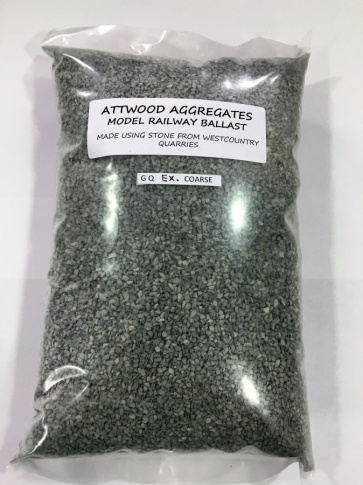 ATTWOOD AGGREGATES
MODEL RAILWAY BALLAST
MADE USING STONE FROM WESTCOUNTRY
QUARRIES
GQ EX. COARSE